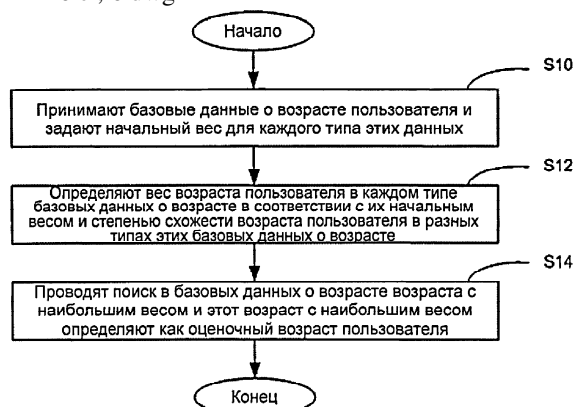 Начало
S10
Принимают базовые данные о возрасте пользователя и
задают начальный вес для каждого типа этих данных
S12
Определяют вес возраста пользователя в каждом типе
базовых данных о возрасте в соответствии с их начальным
весом и степенью схожести возраста пользователя в разных
типах этих базовых данных о возрасте
S14
Проводят поиск в базовых данных о возрасте возраста с
наибольшим весом и этот возраст с наибольшим весом
определяют как оценочный возраст пользователя
Конец